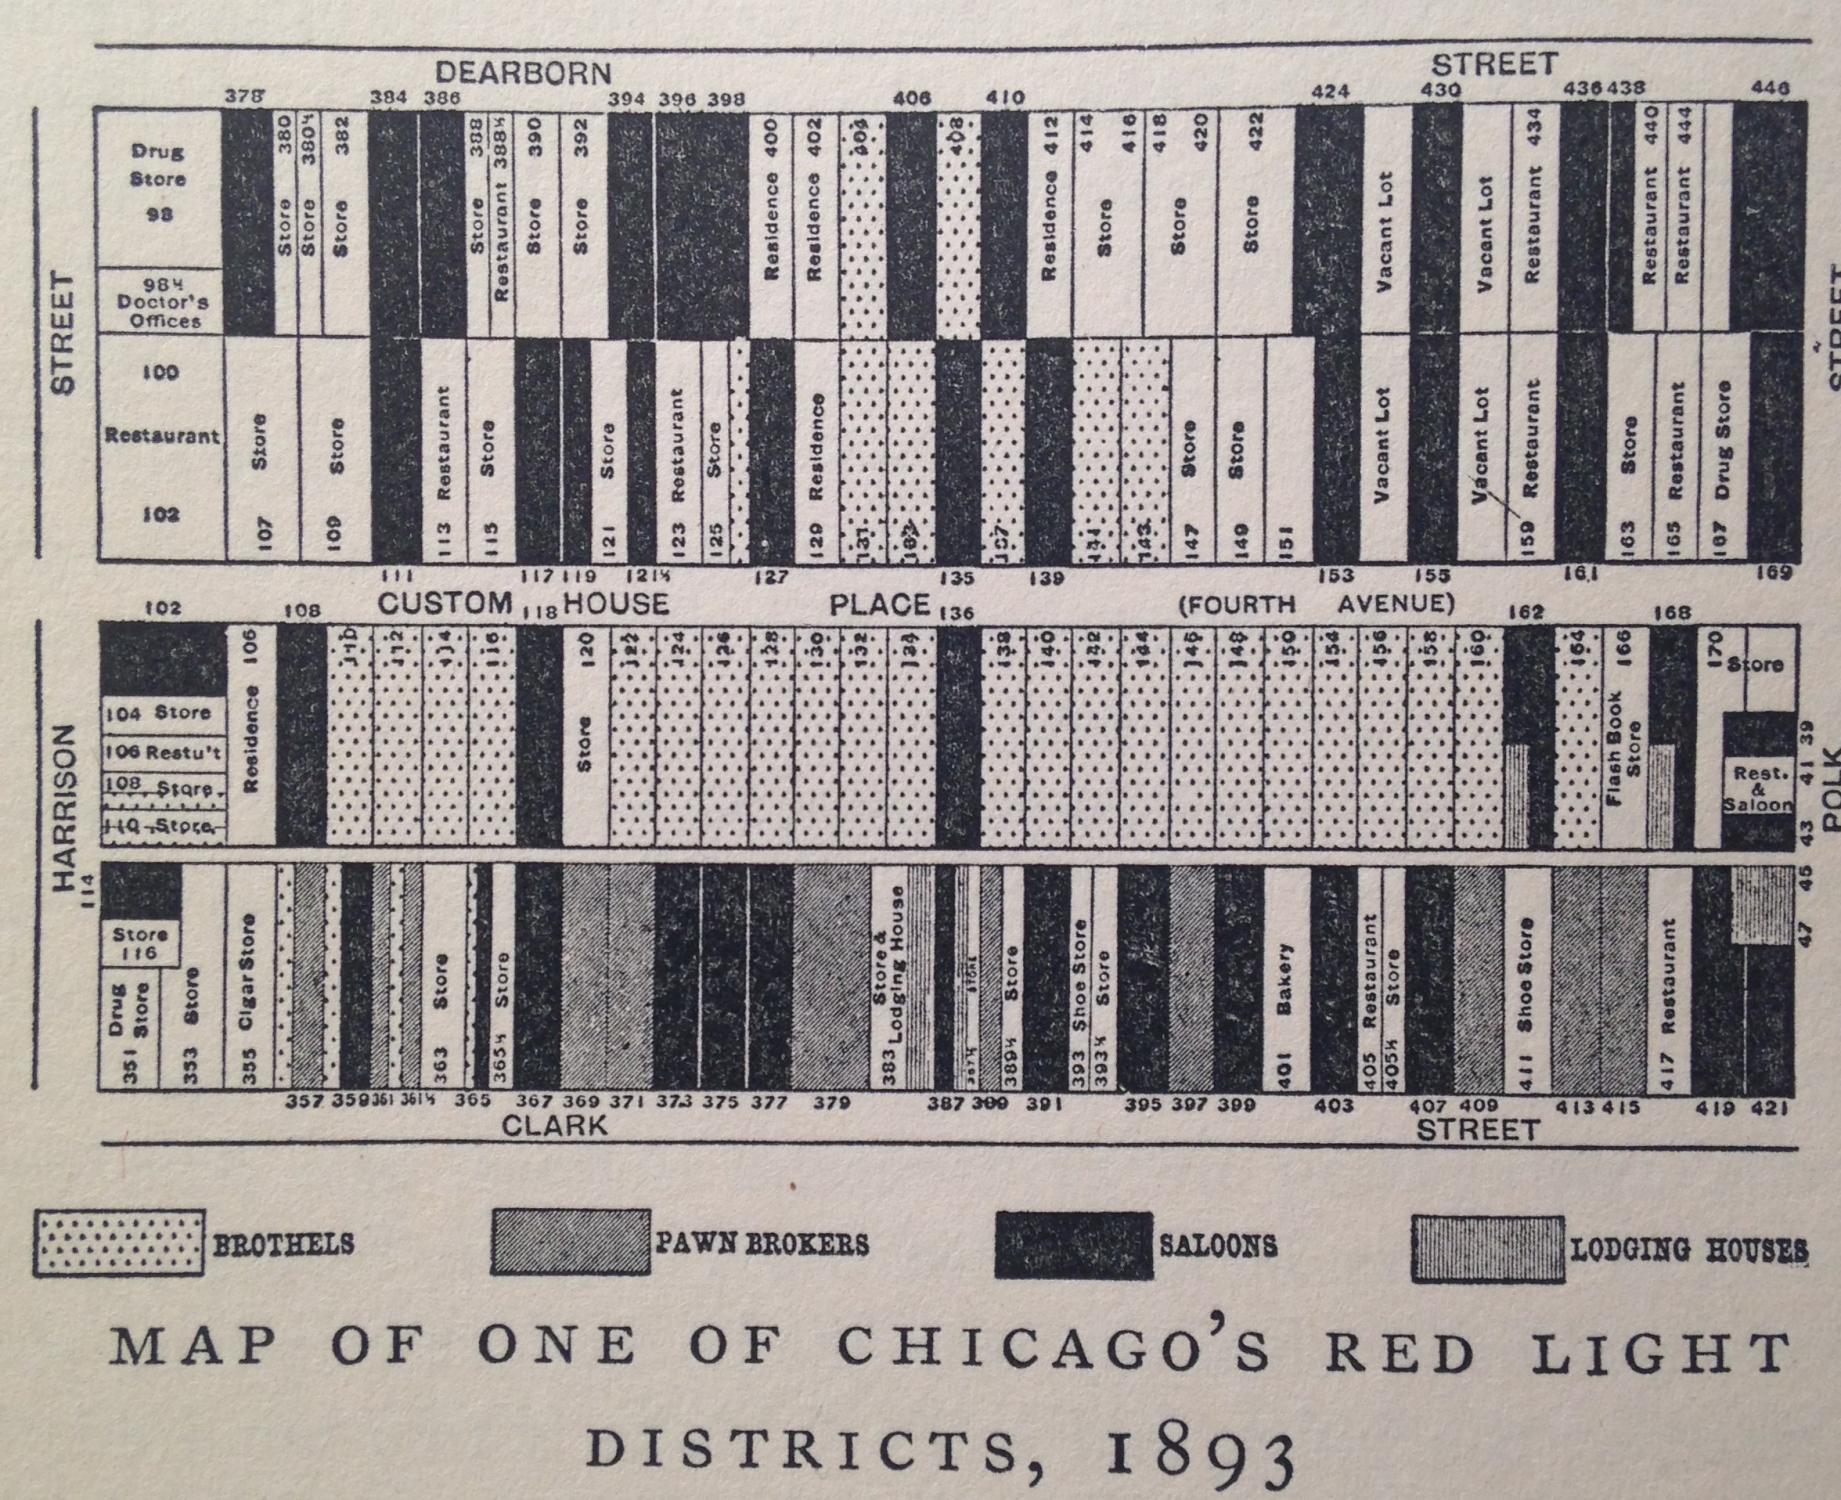 DEARBORN STREET
378 384 386 394 396 398 406 410 424 430 436 438 446
Drug
Store
98
98½
Doctor's
Offices
Store 380
Store 380½
Store 382
Store 388
Restaurant 388½
Store 390
Store 392
Residence 400
Residence 402
404
408
Residence 412
Store 414 416
Store 418 420
Store 422
Vacant Lot
Vacant Lot
Restaurant 434
Restaurant 440
Restaurant 444
STREET
STREET
100
Restaurant
102
107 Store
109 Store
113 Restaurant
115 Store
121 Store
123 Restaurant
125 Store
129 Residence
131
133
137
141
143
147 Store
149 Store
151
Vacant Lot
Vacant Lot
159 Restaurant
163 Store
165 Restaurant
167 Drug Store
111 117 119 121½ 127 135 139 153 155 161 169
CUSTOM HOUSE PLACE (FOURTH AVENUE)
102 108 118 136 162 168
104 Store
106 Restu't
108 Store
110 Store
Residence 106
110
112
114
116
Store 120
122
124
126
128
130
132
134
138
140
142
144
146
148
150
154
156
158
160
164
Flash Book
Store
166
170 Store
39
41
43
Rest.
&
Saloon
HARRISON
POLK
114
45
47
Store
116
351 Drug
Store
353 Store
355 Cigar Store
363 Store
365½ Store
383 Store &
Lodging House
387½ STORE
389½ Store
393 Shoe Store
393½ Store
401 Bakery
405 Restaurant
405½ Store
411 Shoe Store
417 Restaurant
357 359 361 361½ 365 367 369 371 373 375 377 379 387 391 395 397 399 403 407 409 413 415 419 421
CLARK STREET
BROTHELS PAWN BROKERS SALOONS LODGING HOUSES
MAP OF ONE OF CHICAGO'S RED LIGHT
DISTRICTS, 1893